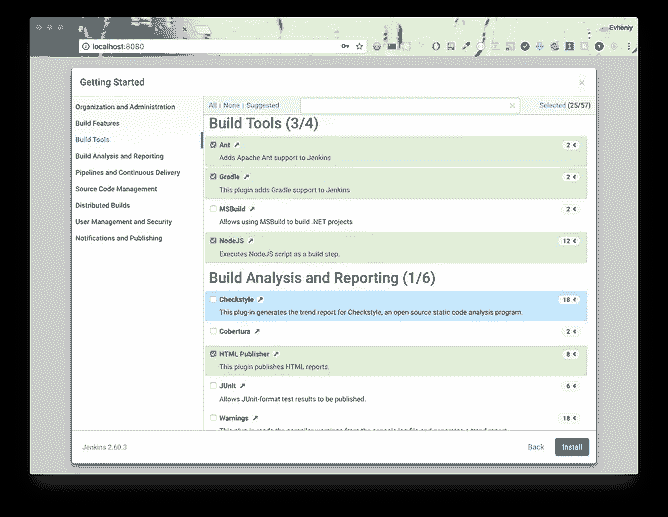 Evheniy
localhost:8080
Getting Started
Organization and Administration
Build Features
Build Tools
Build Analysis and Reporting
Pipelines and Continuous Delivery
Source Code Management
Distributed Builds
User Management and Security
Notifications and Publishing
All | None | Suggested
Selected (25/57)
Build Tools (3/4)
Ant
2
Adds Apache Ant support to Jenkins
Gradle
2
This plugin adds Gradle support to Jenkins
MSBuild
2
Allows using MSBuild to build .NET projects
NodeJS
12
Executes NodeJS script as a build step.
Build Analysis and Reporting (1/6)
Checkstyle
18
This plug-in generates the trend report for Checkstyle, an open source static code analysis program.
Cobertura
2
HTML Publisher
8
This plugin publishes HTML reports.
JUnit
6
Allows JUnit-format test results to be published.
Warnings
18
Jenkins 2.60.3
Back
Install